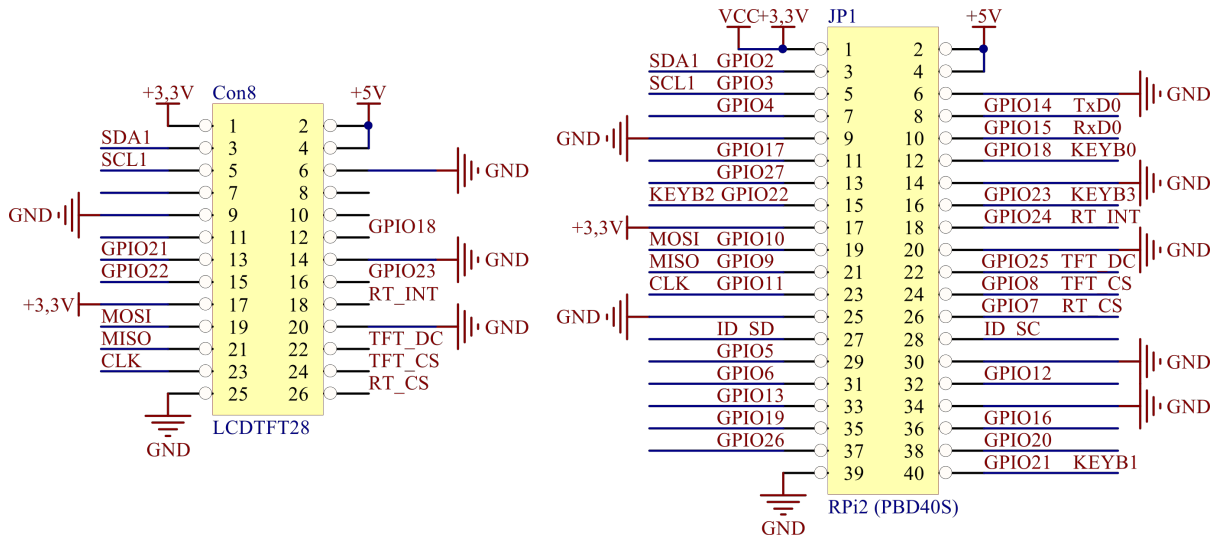 Con8
+3,3V
+5V
1 2
SDA1 3 4
SCL1 5 6 GND
7 8
GND 9 10
11 12 GPIO18
GPIO21 13 14 GND
GPIO22 15 16 GPIO23
+3,3V 17 18 RT_INT
MOSI 19 20 GND
MISO 21 22 TFT_DC
CLK 23 24 TFT_CS
25 26 RT_CS
GND
LCDTFT28
JP1
VCC +3,3V
+5V
1 2
SDA1 GPIO2 3 4
SCL1 GPIO3 5 6 GND
GPIO4 7 8 GPIO14 TxD0
GND 9 10 GPIO15 RxD0
GPIO17 11 12 GPIO18 KEYB0
GPIO27 13 14 GND
KEYB2 GPIO22 15 16 GPIO23 KEYB3
+3,3V 17 18 GPIO24 RT_INT
MOSI GPIO10 19 20 GND
MISO GPIO9 21 22 GPIO25 TFT_DC
CLK GPIO11 23 24 GPIO8 TFT_CS
GND 25 26 GPIO7 RT_CS
ID_SD 27 28 ID_SC
GPIO5 29 30 GND
GPIO6 31 32 GPIO12
GPIO13 33 34 GND
GPIO19 35 36 GPIO16
GPIO26 37 38 GPIO20
39 40 GPIO21 KEYB1
GND
RPi2 (PBD40S)